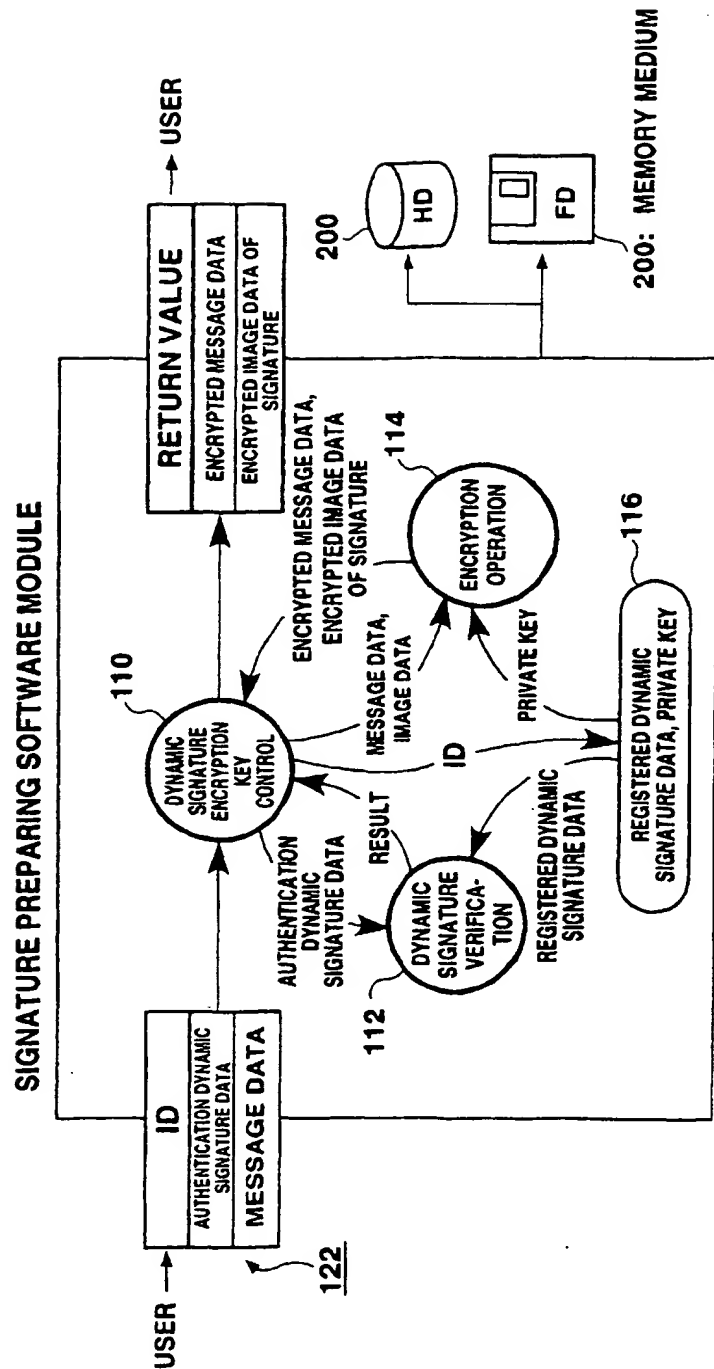 SIGNATURE PREPARING SOFTWARE MODULE
USER
122
ID
AUTHENTICATION DYNAMIC
SIGNATURE DATA
MESSAGE DATA
110
DYNAMIC
SIGNATURE
ENCRYPTION
KEY
CONTROL
RETURN VALUE
ENCRYPTED MESSAGE DATA
ENCRYPTED IMAGE DATA OF
SIGNATURE
USER
AUTHENTICATION
DYNAMIC
SIGNATURE DATA
RESULT
ID
MESSAGE DATA,
IMAGE DATA
ENCRYPTED MESSAGE DATA,
ENCRYPTED IMAGE DATA
OF SIGNATURE
112
DYNAMIC
SIGNATURE
VERIFICA-
TION
REGISTERED DYNAMIC
SIGNATURE DATA
PRIVATE KEY
114
ENCRYPTION
OPERATION
116
REGISTERED DYNAMIC
SIGNATURE DATA, PRIVATE KEY
200
HD
FD
200: MEMORY MEDIUM